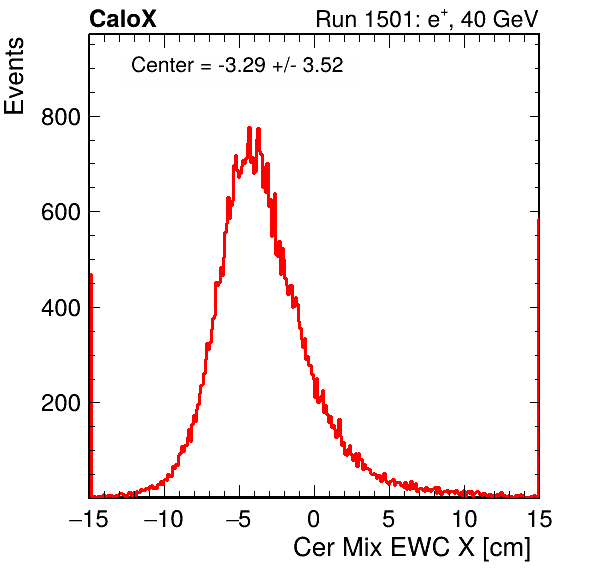 CaloX Run 1501: e⁺, 40 GeV
Events
Center = -3.29 +/- 3.52
800
600
400
200
−15 −10 −5 0 5 10 15
Cer Mix EWC X [cm]